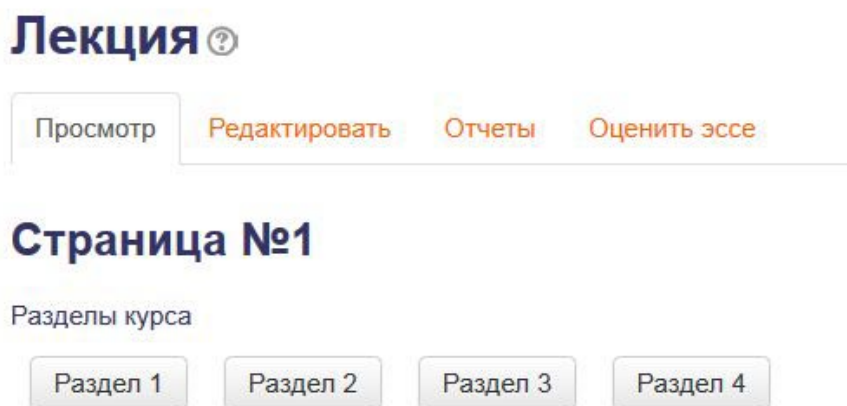 Лекция
Просмотр Редактировать Отчеты Оценить эссе
Страница №1
Разделы курса
Раздел 1 Раздел 2 Раздел 3 Раздел 4